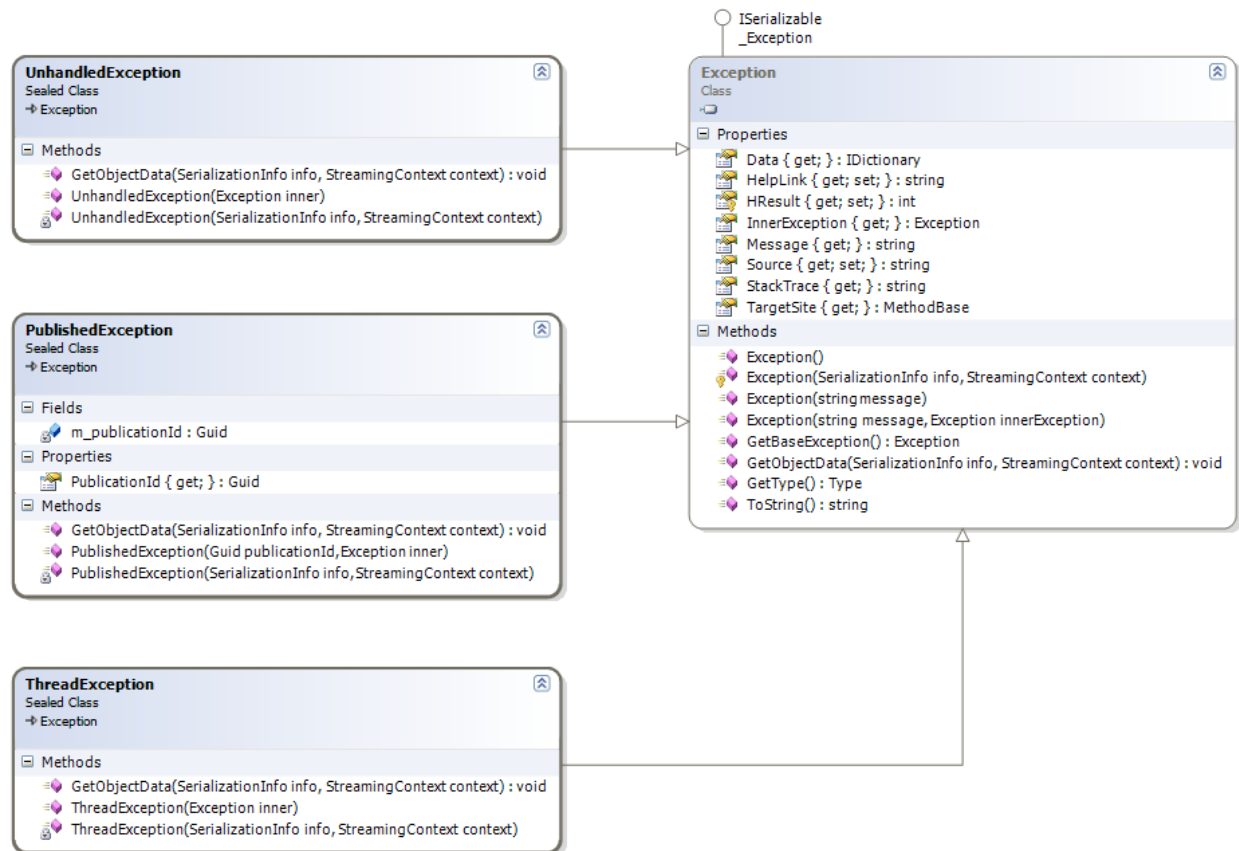 ISerializable
_Exception
UnhandledException
Sealed Class
Exception
Methods
GetObjectData(SerializationInfo info, StreamingContext context) : void
UnhandledException(Exception inner)
UnhandledException(SerializationInfo info, StreamingContext context)
PublishedException
Sealed Class
Exception
Fields
m_publicationId : Guid
Properties
PublicationId { get; } : Guid
Methods
GetObjectData(SerializationInfo info, StreamingContext context) : void
PublishedException(Guid publicationId,Exception inner)
PublishedException(SerializationInfo info,StreamingContext context)
ThreadException
Sealed Class
Exception
Methods
GetObjectData(SerializationInfo info, StreamingContext context) : void
ThreadException(Exception inner)
ThreadException(SerializationInfo info, StreamingContext context)
Exception
Class
Properties
Data { get; } : IDictionary
HelpLink { get; set; } : string
HResult { get; set; } : int
InnerException { get; } : Exception
Message { get; } : string
Source { get; set; } : string
StackTrace { get; } : string
TargetSite { get; } : MethodBase
Methods
Exception()
Exception(SerializationInfo info, StreamingContext context)
Exception(string message)
Exception(string message,Exception innerException)
GetBaseException() : Exception
GetObjectData(SerializationInfo info, StreamingContext context) : void
GetType() : Type
ToString() : string